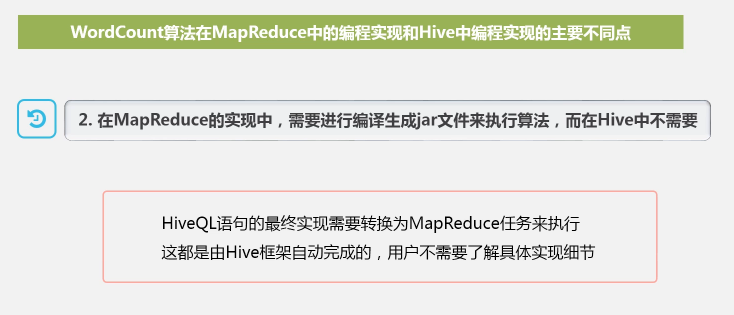 WordCount算法在MapReduce中的编程实现和Hive中编程实现的主要不同点
2. 在MapReduce的实现中，需要进行编译生成jar文件来执行算法，而在Hive中不需要
HiveQL语句的最终实现需要转换为MapReduce任务来执行
这都是由Hive框架自动完成的，用户不需要了解具体实现细节